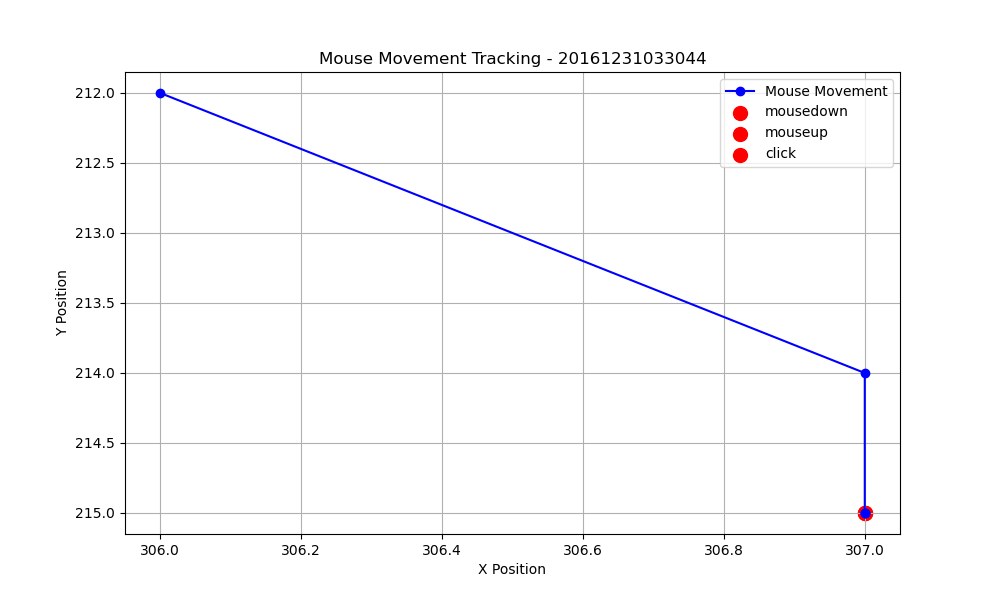 Mouse Movement Tracking - 20161231033044
Mouse Movement
mousedown
mouseup
click
Y Position
212.0
212.5
213.0
213.5
214.0
214.5
215.0
306.0 306.2 306.4 306.6 306.8 307.0
X Position